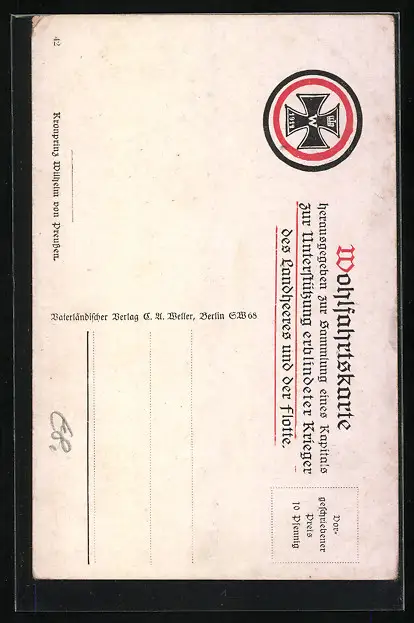 42
Kronprinz Wilhelm von Preußen.
W
1914
Wohlfahrtskarte
herausgegeben zur Sammlung eines Kapitals
zur Unterstützung erblindeter Krieger
des Landheeres und der Flotte.
Vaterländischer Verlag C. A. Weller, Berlin SW 68
Vor-
geschriebener
Preis
10 Pfennig